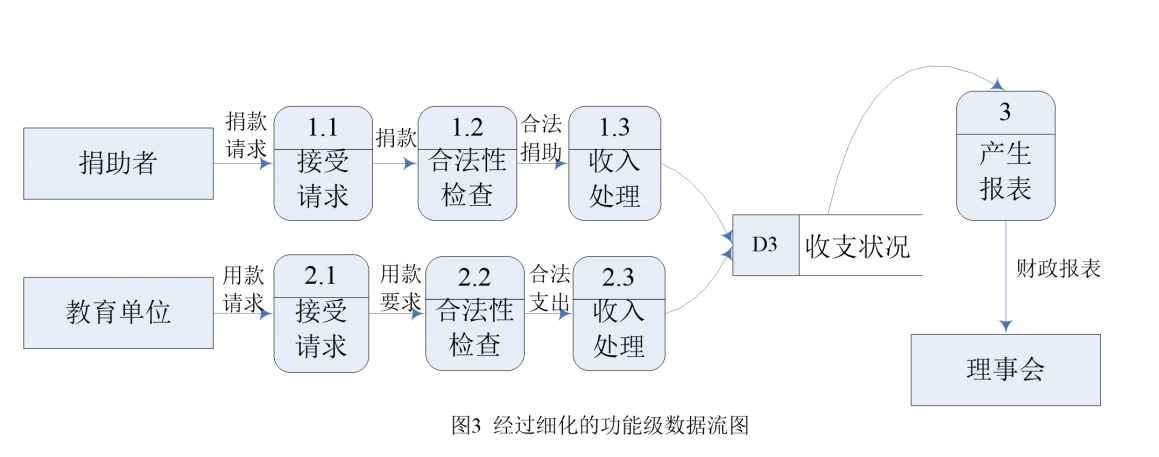 捐助者
捐款
请求
1.1
接受
请求
捐款
1.2
合法性
检查
合法
捐助
1.3
收入
处理
教育单位
用款
请求
2.1
接受
请求
用款
要求
2.2
合法性
检查
合法
支出
2.3
收入
处理
D3
收支状况
3
产生
报表
财政报表
理事会
图3 经过细化的功能级数据流图